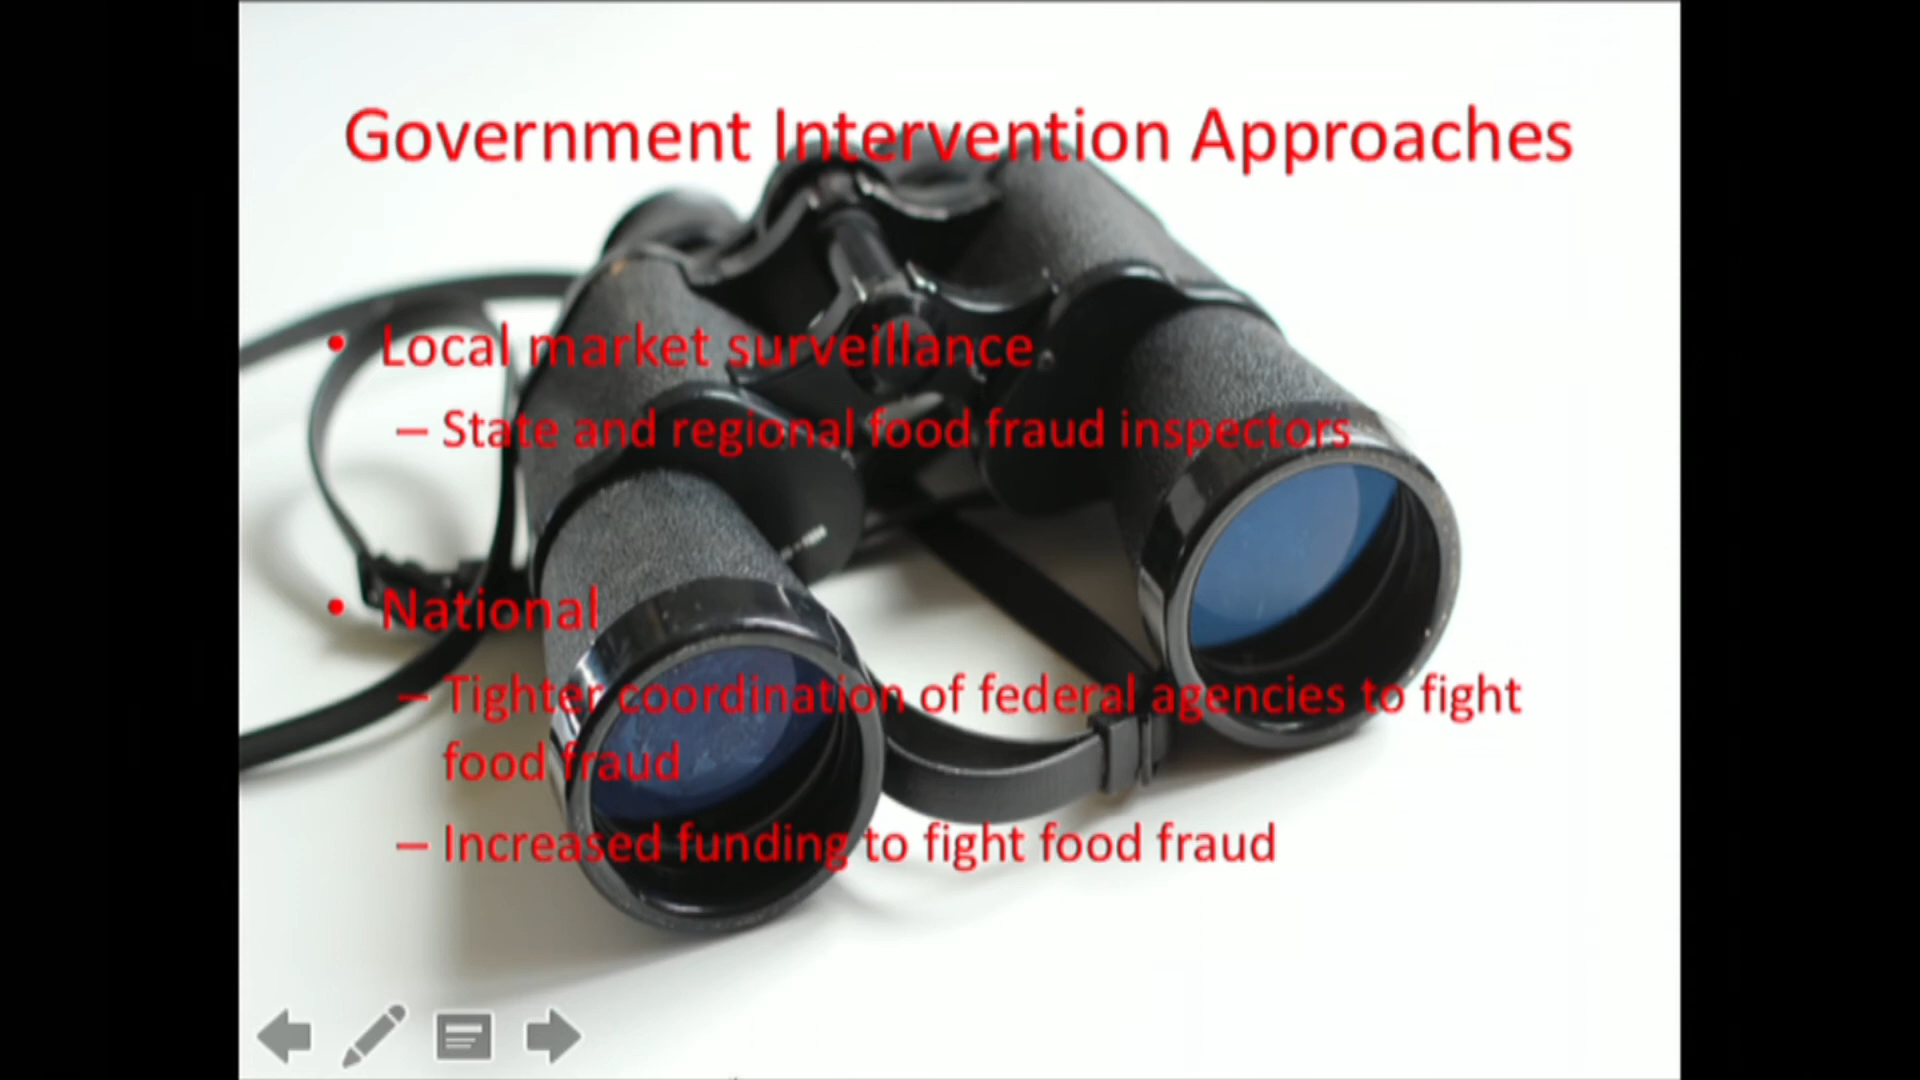 Government Intervention Approaches
• Local market surveillance
– State and regional food fraud inspectors
• National
– Tighter coordination of federal agencies to fight
food fraud
– Increased funding to fight food fraud